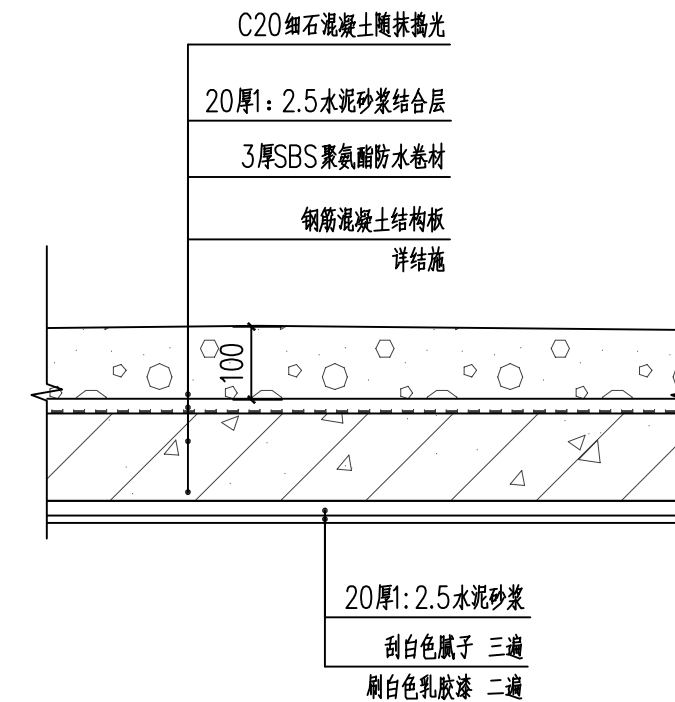 C20细石混凝土随抹捣光
20厚1：2.5水泥砂浆结合层
3厚SBS聚氨酯防水卷材
钢筋混凝土结构板
详结施
100
20厚1:2.5水泥砂浆
刮白色腻子 三遍
刷白色乳胶漆 二遍